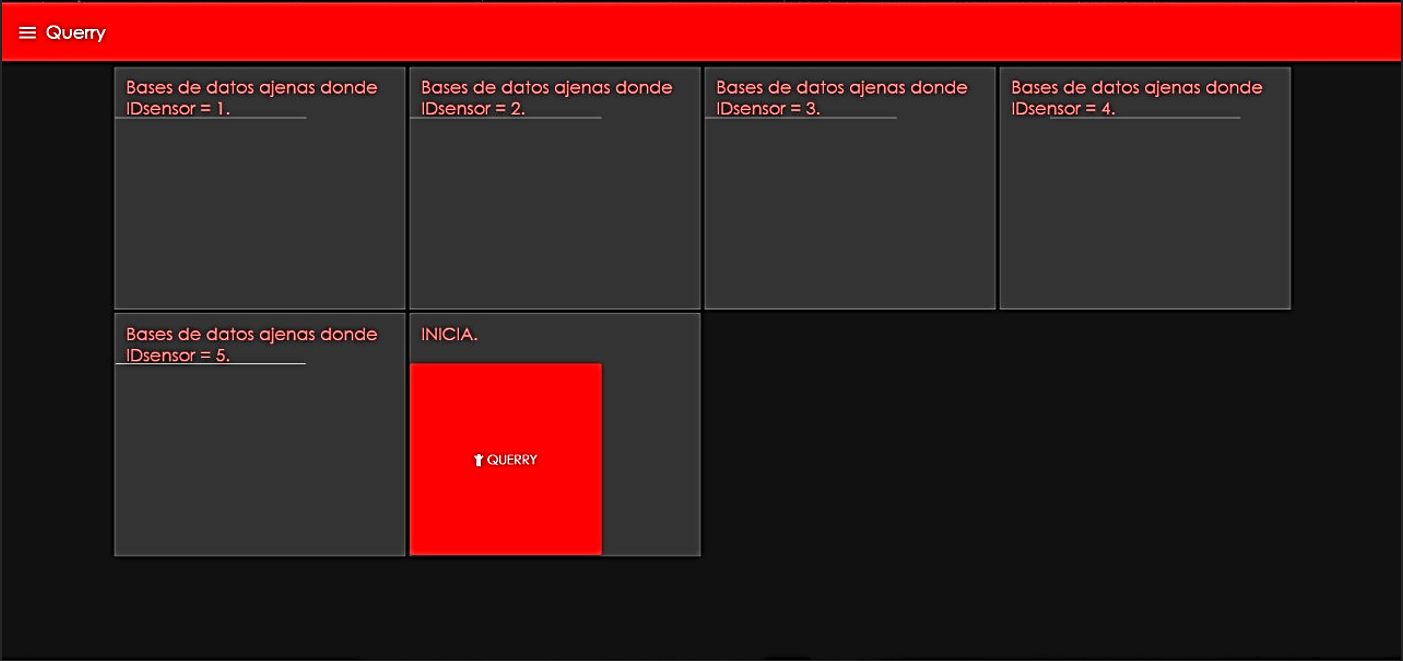 Querry
Bases de datos ajenas donde
IDsensor = 1.
Bases de datos ajenas donde
IDsensor = 2.
Bases de datos ajenas donde
IDsensor = 3.
Bases de datos ajenas donde
IDsensor = 4.
Bases de datos ajenas donde
IDsensor = 5.
INICIA.
QUERRY